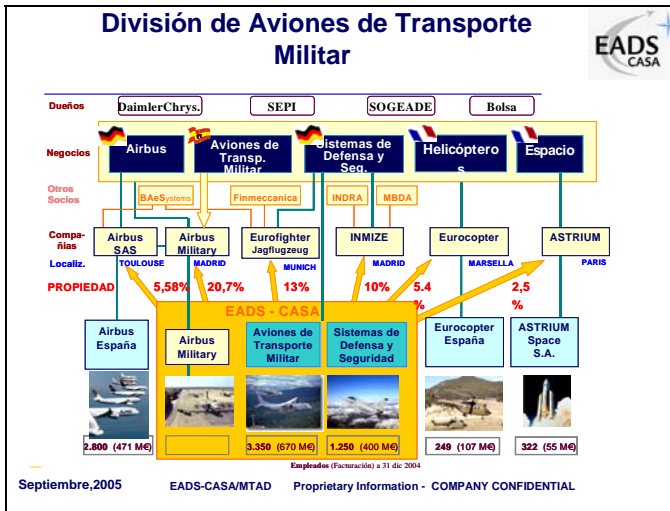 División de Aviones de Transporte
Militar
EADS
CASA
Dueños
DaimlerChrys.
SEPI
SOGEADE
Bolsa
Negocios
Airbus
Aviones de
Transp.
Militar
Sistemas de
Defensa y
Seg.
Helicóptero
s
Espacio
Otros
Socios
BAeSystems
Finmeccanica
INDRA
MBDA
Compa-
ñias
Airbus
SAS
Airbus
Military
Eurofighter
Jagflugzeug
INMIZE
Eurocopter
ASTRIUM
Localiz.
TOULOUSE
MADRID
MUNICH
MADRID
MARSELLA
PARIS
PROPIEDAD
5,58%
20,7%
13%
10%
5.4
%
2,5
%
EADS - CASA
Airbus
España
Airbus
Military
Aviones de
Transporte
Militar
Sistemas de
Defensa y
Seguridad
Eurocopter
España
ASTRIUM
Space
S.A.
2.800 (471 M€)
3.350 (670 M€)
1.250 (400 M€)
249 (107 M€)
322 (55 M€)
Empleados (Facturación) a 31 dic 2004
Septiembre,2005
EADS-CASA/MTAD
Proprietary Information - COMPANY CONFIDENTIAL